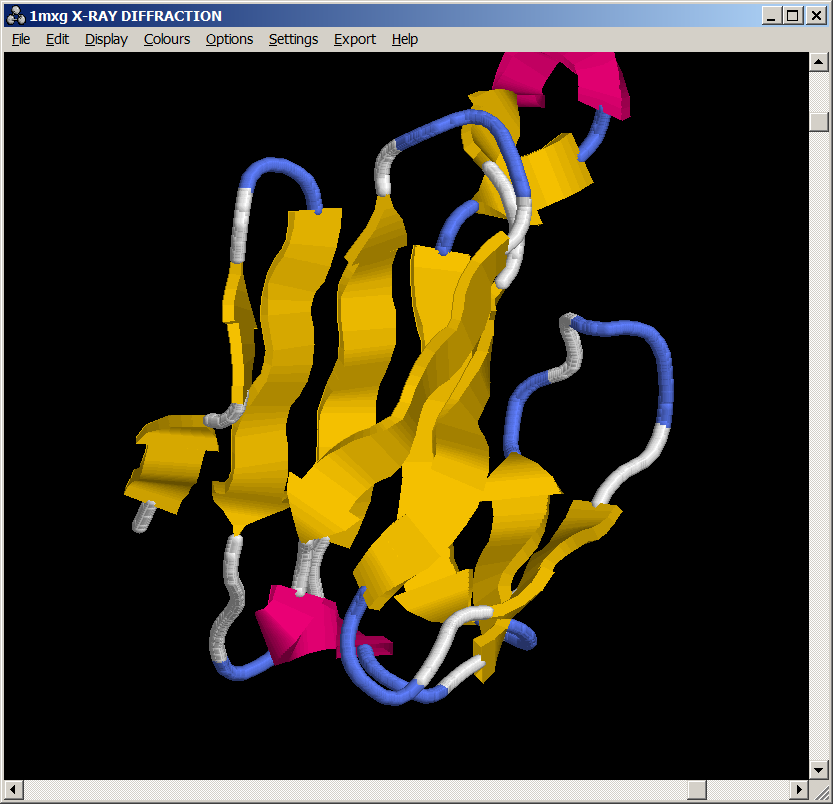 1mxg X-RAY DIFFRACTION
File Edit Display Colours Options Settings Export Help